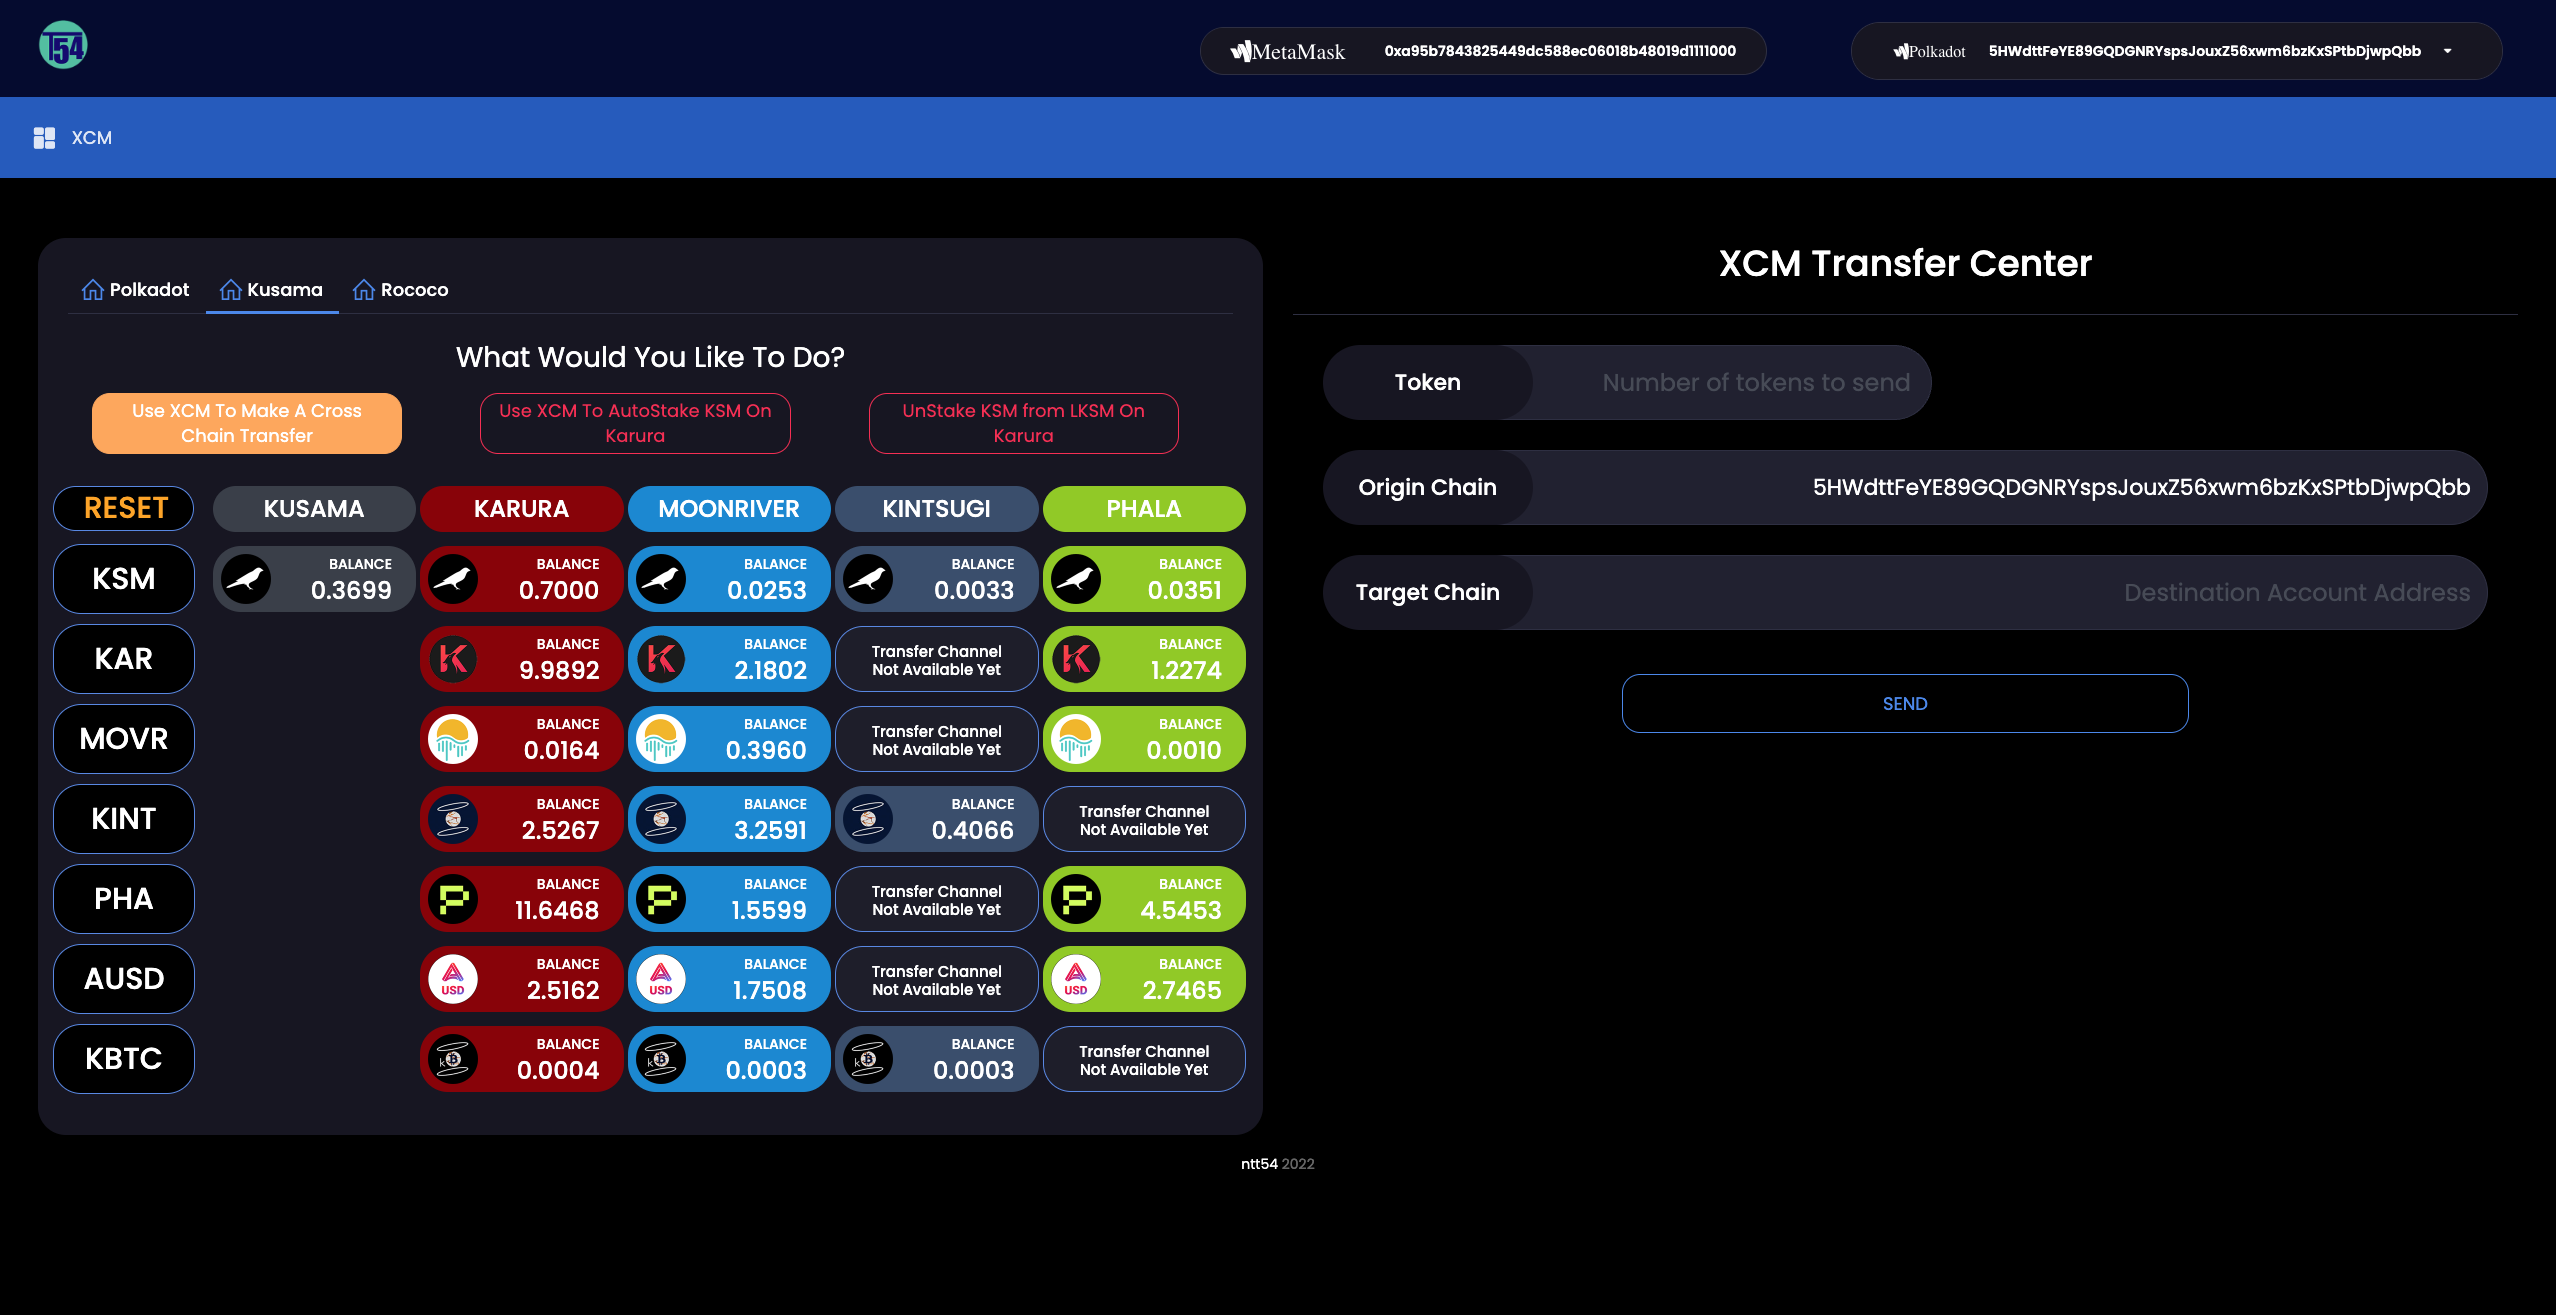 T54
MetaMask 0xa95b7843825449dc588ec06018b48019d1111000
Polkadot 5HWdttFeYE89GQDGNRYspsJouxZ56xwm6bzKxSPtbDjwpQbb
XCM
Polkadot Kusama Rococo
What Would You Like To Do?
Use XCM To Make A Cross
Chain Transfer
Use XCM To AutoStake KSM On
Karura
UnStake KSM from LKSM On
Karura
RESET KUSAMA KARURA MOONRIVER KINTSUGI PHALA
KSM
BALANCE BALANCE BALANCE BALANCE BALANCE
0.3699 0.7000 0.0253 0.0033 0.0351
KAR
BALANCE
9.9892
BALANCE
2.1802
Transfer Channel
Not Available Yet
BALANCE
1.2274
MOVR
BALANCE
0.0164
BALANCE
0.3960
Transfer Channel
Not Available Yet
BALANCE
0.0010
KINT
BALANCE
2.5267
BALANCE
3.2591
BALANCE
0.4066
Transfer Channel
Not Available Yet
PHA
BALANCE
11.6468
BALANCE
1.5599
Transfer Channel
Not Available Yet
BALANCE
4.5453
AUSD
USD
BALANCE
2.5162
USD
BALANCE
1.7508
Transfer Channel
Not Available Yet
USD
BALANCE
2.7465
KBTC
BALANCE
0.0004
BALANCE
0.0003
BALANCE
0.0003
Transfer Channel
Not Available Yet
XCM Transfer Center
Token Number of tokens to send
Origin Chain 5HWdttFeYE89GQDGNRYspsJouxZ56xwm6bzKxSPtbDjwpQbb
Target Chain Destination Account Address
SEND
ntt54 2022